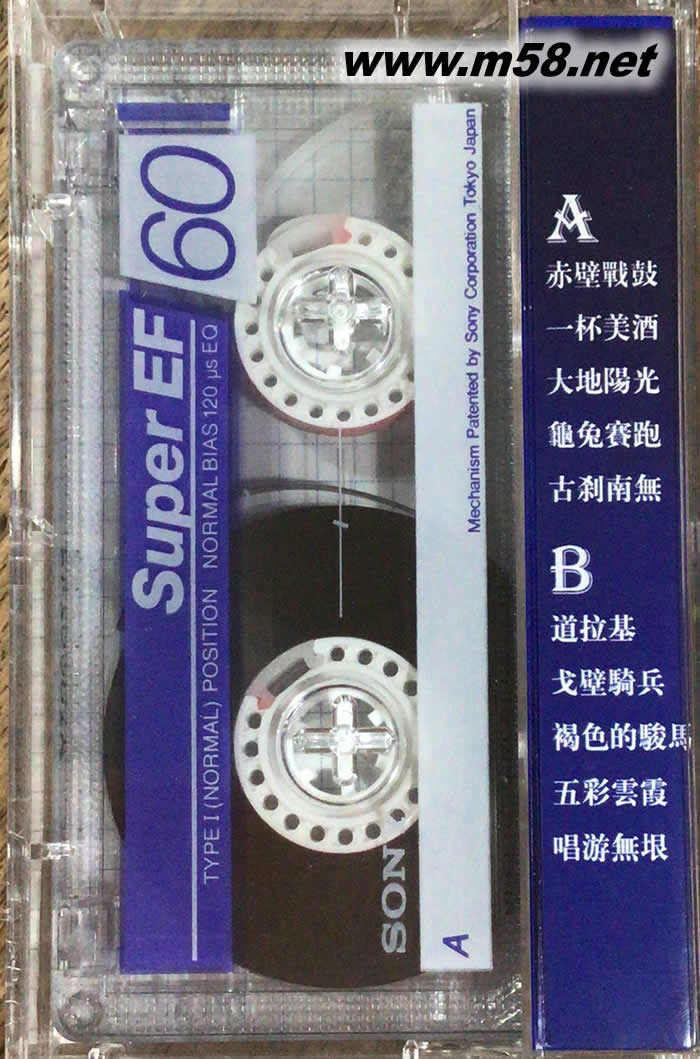 www.m58.net
60
Super EF
TYPE I (NORMAL) POSITION NORMAL BIAS 120 µs EQ
Mechanism Patented by Sony Corporation Tokyo Japan
SON
A
A
赤壁戰鼓
一杯美酒
大地陽光
龜兔賽跑
古刹南無
B
道拉基
戈壁騎兵
褐色的駿馬
五彩雲霞
唱游無垠